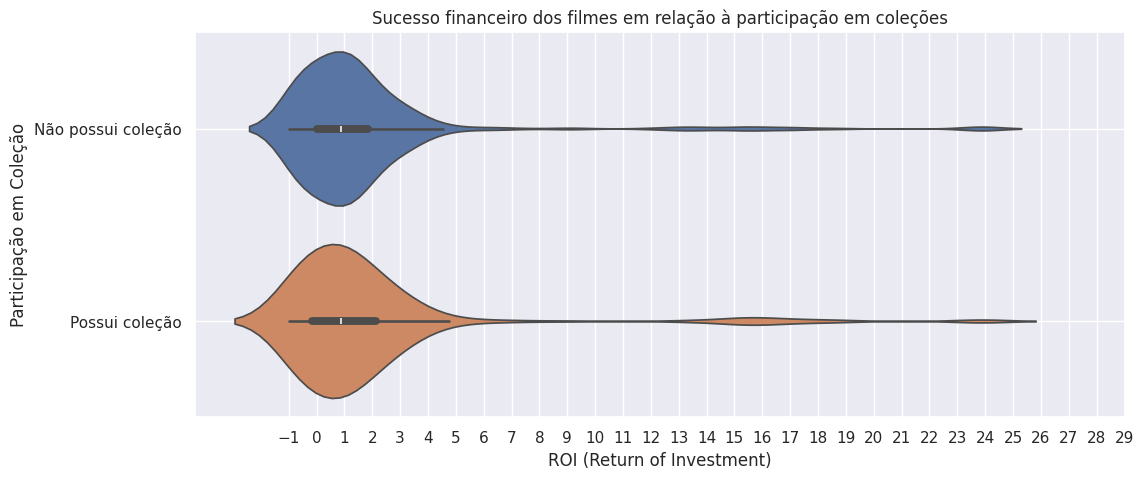 Sucesso financeiro dos filmes em relação à participação em coleções
Participação em Coleção
Não possui coleção
Possui coleção
−1 0 1 2 3 4 5 6 7 8 9 10 11 12 13 14 15 16 17 18 19 20 21 22 23 24 25 26 27 28 29
ROI (Return of Investment)